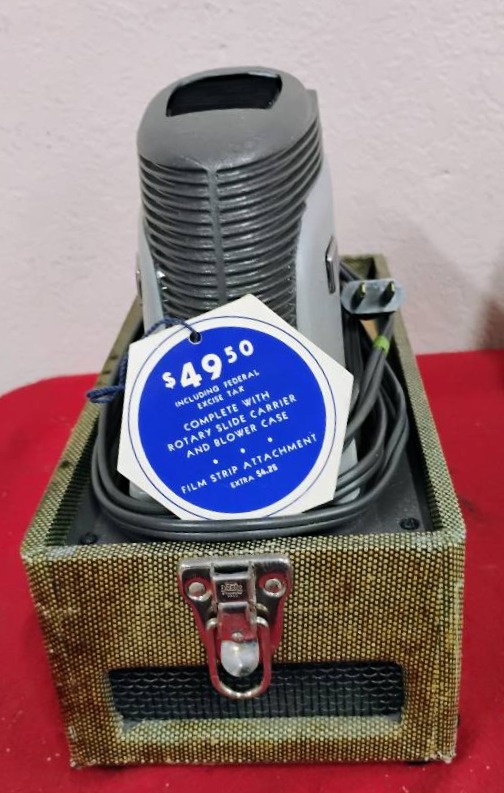 $49.50
INCLUDING FEDERAL
EXCISE TAX
COMPLETE WITH
ROTARY SLIDE CARRIER
AND BLOWER CASE
• • •
FILM STRIP ATTACHMENT
EXTRA $6.25